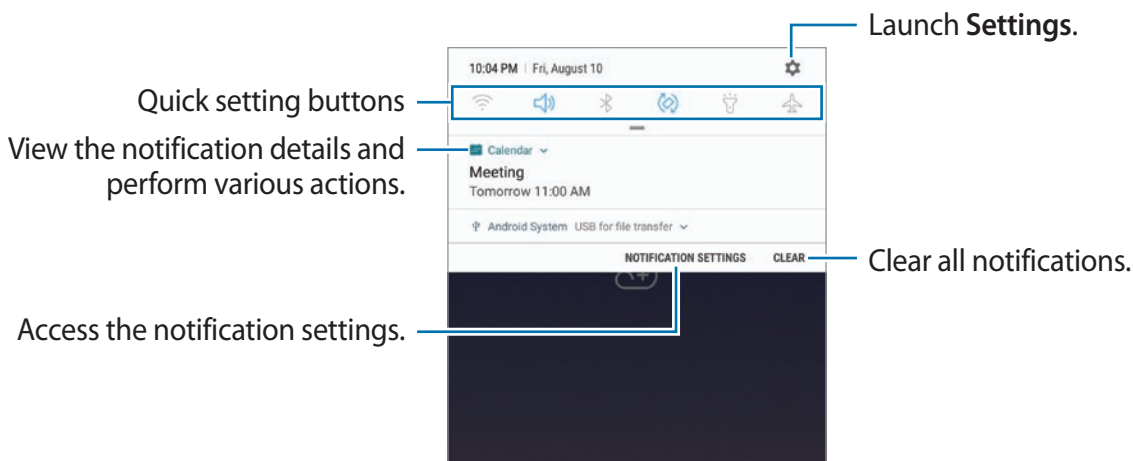 Launch Settings.
10:04 PM | Fri, August 10
Quick setting buttons
View the notification details and
perform various actions.
Calendar
Meeting
Tomorrow 11:00 AM
Android System USB for file transfer
NOTIFICATION SETTINGS CLEAR
Clear all notifications.
Access the notification settings.